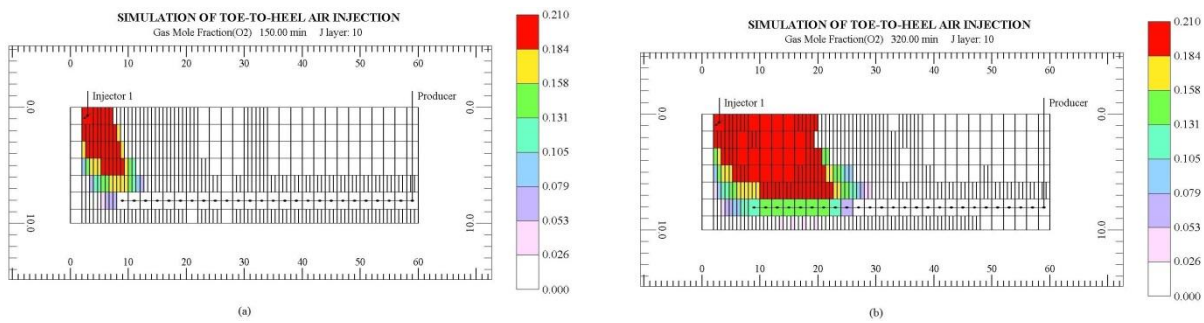 SIMULATION OF TOE-TO-HEEL AIR INJECTION
Gas Mole Fraction(O2) 150.00 min J layer: 10
0 10 20 30 40 50 60
Injector 1
Producer
0.0
0.0
10.0
10.0
0 10 20 30 40 50 60
0.210
0.184
0.158
0.131
0.105
0.079
0.053
0.026
0.000
(a)
SIMULATION OF TOE-TO-HEEL AIR INJECTION
Gas Mole Fraction(O2) 320.00 min J layer: 10
0 10 20 30 40 50 60
Injector 1
Producer
0.0
0.0
10.0
10.0
0 10 20 30 40 50 60
0.210
0.184
0.158
0.131
0.105
0.079
0.053
0.026
0.000
(b)